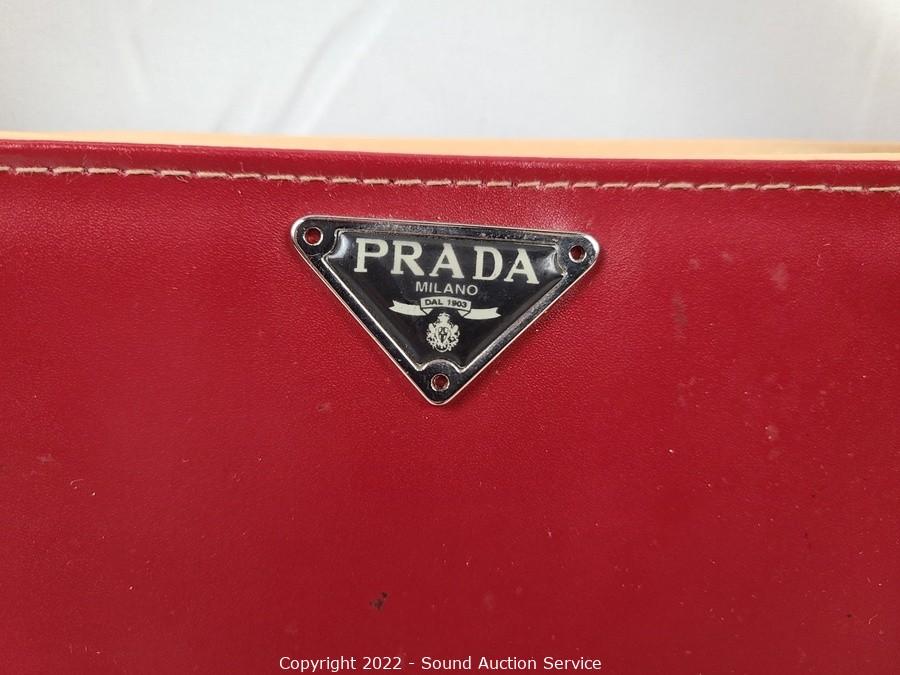 PRADA
MILANO
DAL 1903
Copyright 2022 - Sound Auction Service